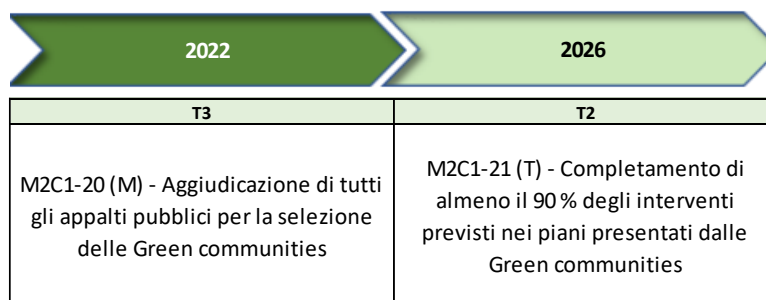 2022
2026
T3
T2
M2C1-20 (M) - Aggiudicazione di tutti
gli appalti pubblici per la selezione
delle Green communities
M2C1-21 (T) - Completamento di
almeno il 90 % degli interventi
previsti nei piani presentati dalle
Green communities